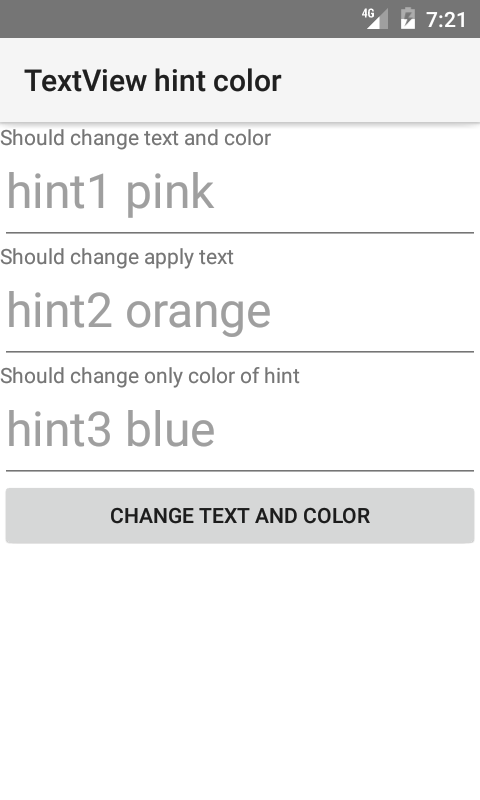 4G 7:21
TextView hint color
Should change text and color
hint1 pink
Should change apply text
hint2 orange
Should change only color of hint
hint3 blue
CHANGE TEXT AND COLOR